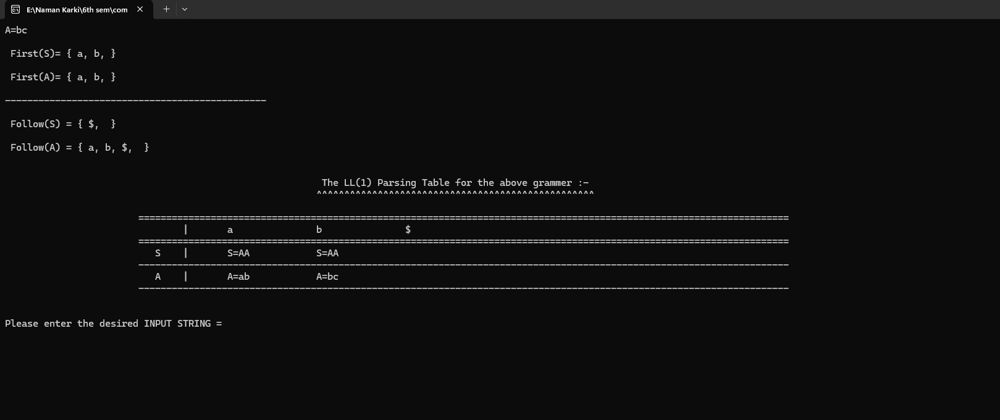 E:\Naman Karki\6th sem\com
A=bc
First(S)= { a, b, }
First(A)= { a, b, }
-----------------------------------------------
Follow(S) = { $,  }
Follow(A) = { a, b, $,  }
The LL(1) Parsing Table for the above grammer :-
^^^^^^^^^^^^^^^^^^^^^^^^^^^^^^^^^^^^^^^^^^^^^^^^^^
=====================================================================================================================
| a b $
=====================================================================================================================
S | S=AA S=AA
---------------------------------------------------------------------------------------------------------------------
A | A=ab A=bc
---------------------------------------------------------------------------------------------------------------------
Please enter the desired INPUT STRING =